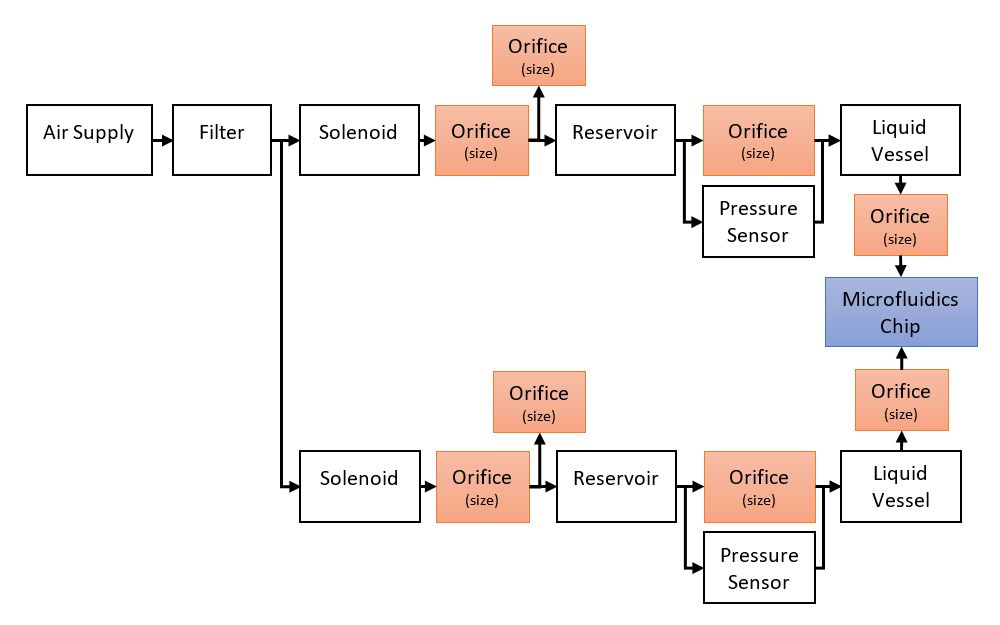 Orifice
(size)
Air Supply
Filter
Solenoid
Orifice
(size)
Reservoir
Orifice
(size)
Liquid
Vessel
Pressure
Sensor
Orifice
(size)
Microfluidics
Chip
Orifice
(size)
Orifice
(size)
Solenoid
Orifice
(size)
Reservoir
Orifice
(size)
Liquid
Vessel
Pressure
Sensor